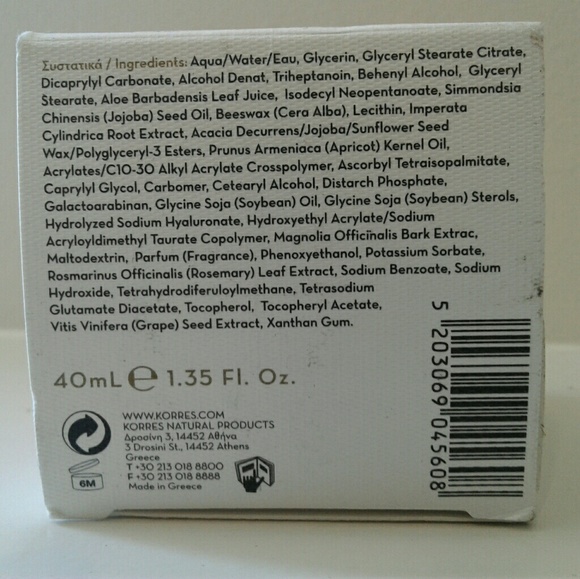 Συστατικά / Ingredients: Aqua/Water/Eau, Glycerin, Glyceryl Stearate Citrate,
Dicaprylyl Carbonate, Alcohol Denat, Triheptanoin, Behenyl Alcohol, Glyceryl
Stearate, Aloe Barbadensis Leaf Juice, Isodecyl Neopentanoate, Simmondsia
Chinensis (Jojoba) Seed Oil, Beeswax (Cera Alba), Lecithin, Imperata
Cylindrica Root Extract, Acacia Decurrens/Jojoba/Sunflower Seed
Wax/Polyglyceryl-3 Esters, Prunus Armeniaca (Apricot) Kernel Oil,
Acrylates/C10-30 Alkyl Acrylate Crosspolymer, Ascorbyl Tetraisopalmitate,
Caprylyl Glycol, Carbomer, Cetearyl Alcohol, Distarch Phosphate,
Galactoarabinan, Glycine Soja (Soybean) Oil, Glycine Soja (Soybean) Sterols,
Hydrolyzed Sodium Hyaluronate, Hydroxyethyl Acrylate/Sodium
Acryloyldimethyl Taurate Copolymer, Magnolia Officinalis Bark Extrac,
Maltodextrin, Parfum (Fragrance), Phenoxyethanol, Potassium Sorbate,
Rosmarinus Officinalis (Rosemary) Leaf Extract, Sodium Benzoate, Sodium
Hydroxide, Tetrahydrodiferuloylmethane, Tetrasodium
Glutamate Diacetate, Tocopherol, Tocopheryl Acetate,
Vitis Vinifera (Grape) Seed Extract, Xanthan Gum.
40mL ℮ 1.35 Fl. Oz.
WWW.KORRES.COM
KORRES NATURAL PRODUCTS
Δροσίνη 3, 14452 Αθήνα
3 Drosini St., 14452 Athens
Greece
T +30 213 018 8800
F +30 213 018 8888
Made in Greece
6M
5 203069 045608